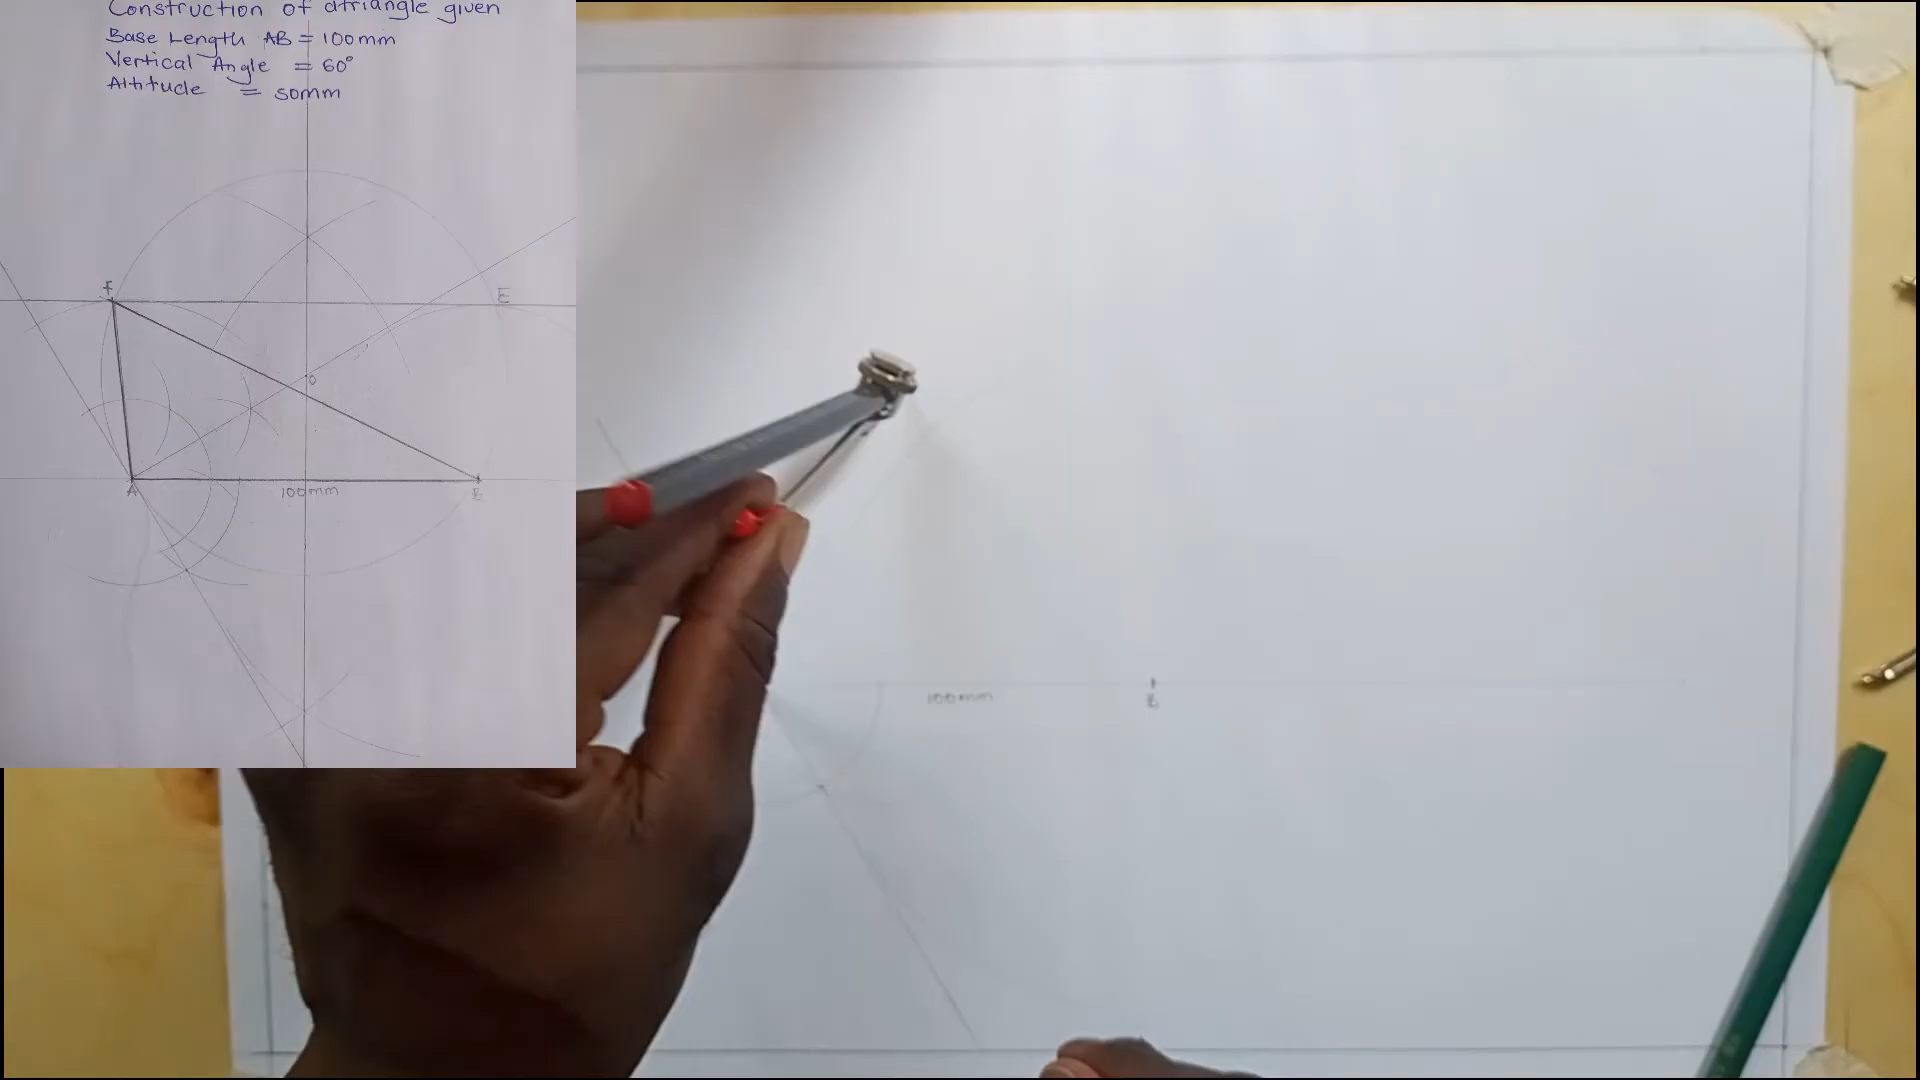 Construction of atriangle given
Base Length AB = 100mm
Vertical Angle = 60°
Altitude = 50mm
F
E
O
A
100mm
B
100mm
B